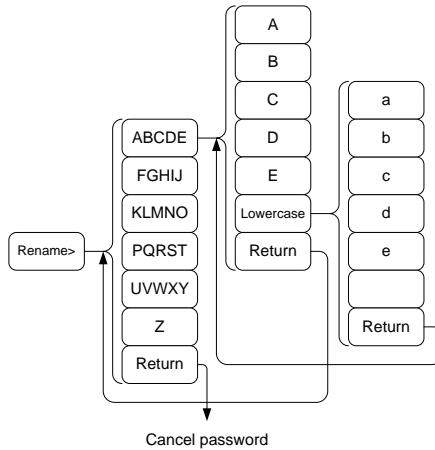 Rename>
ABCDE
FGHIJ
KLMNO
PQRST
UVWXY
Z
Return
A
B
C
D
E
Lowercase
Return
a
b
c
d
e
Return
Cancel password